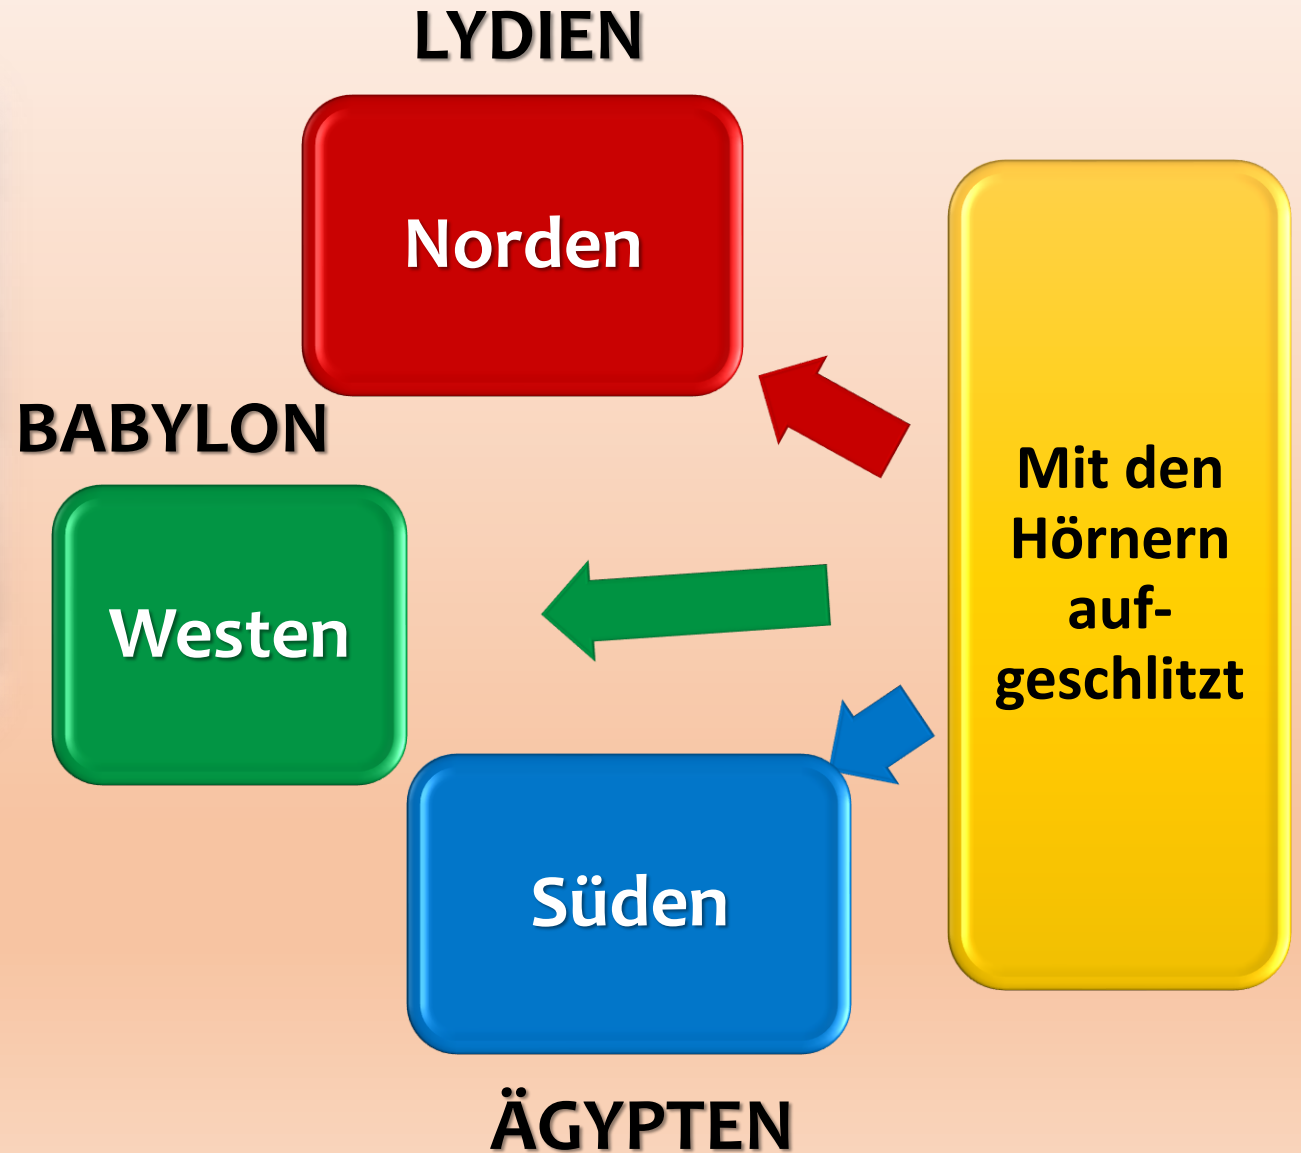 LYDIEN
Norden
BABYLON
Westen
Süden
ÄGYPTEN
Mit den
Hörnern
auf-
geschlitzt